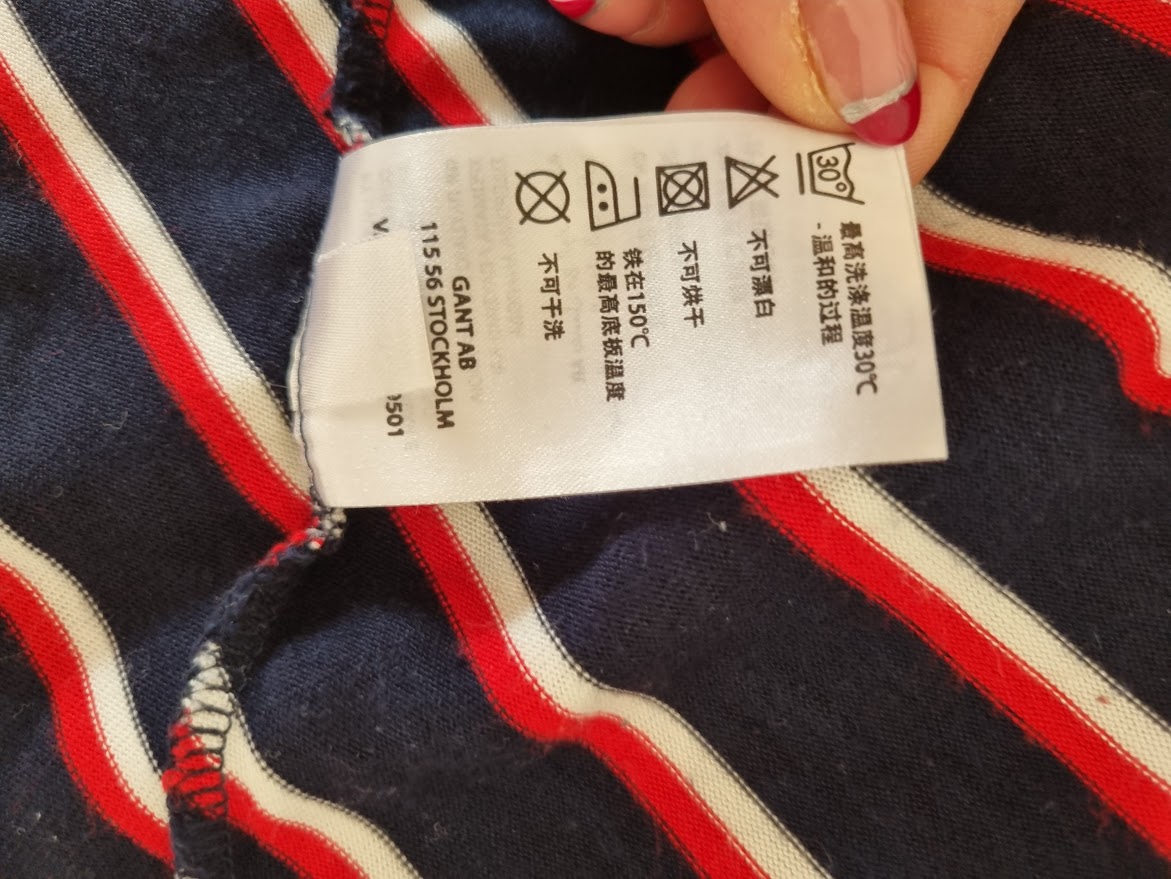 30°
最高洗涤温度30℃
-温和的过程
不可漂白
不可烘干
铁在150℃
的最高底板温度
不可干洗
GANT AB
115 56 STOCKHOLM